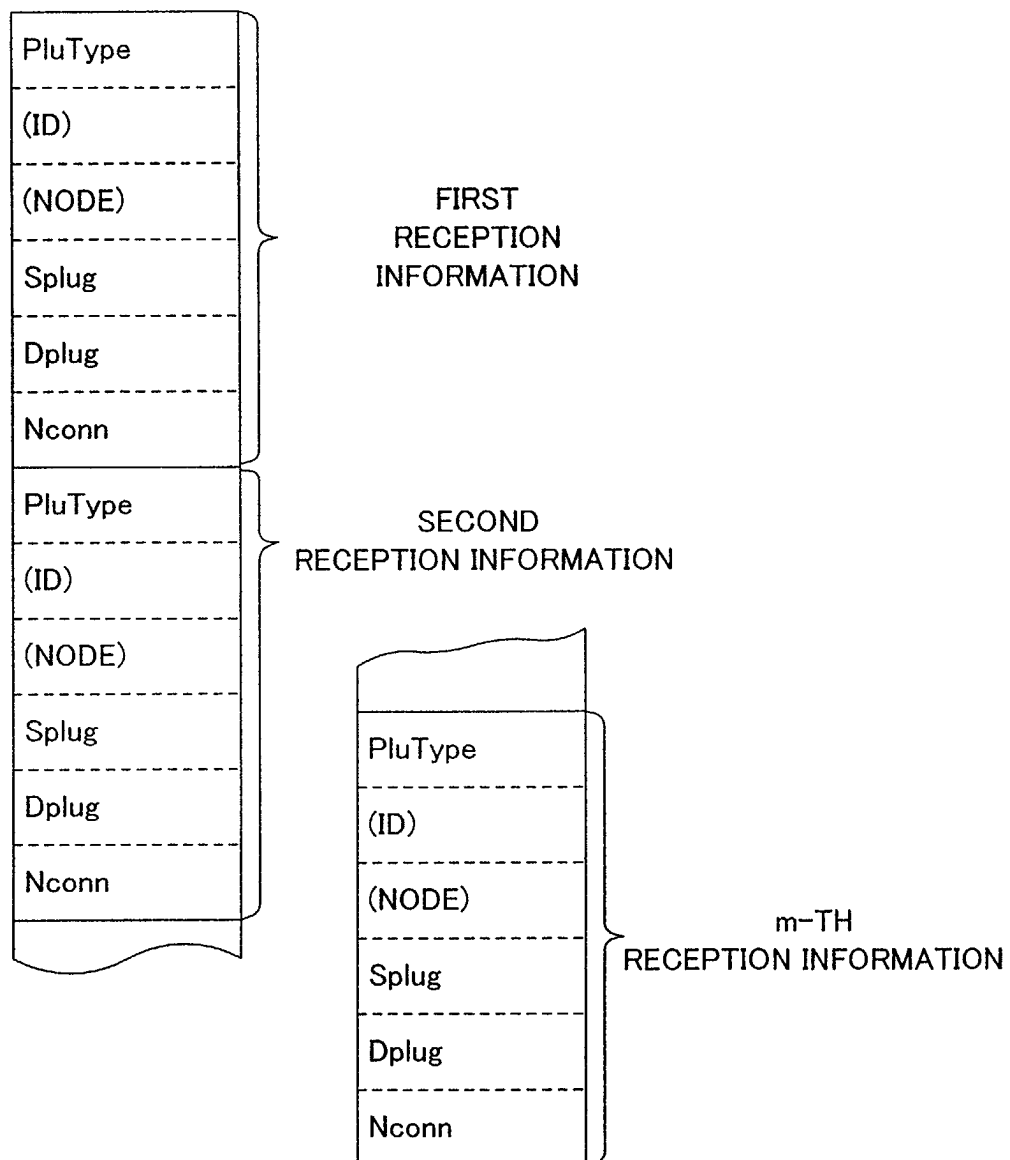 PluType
(ID)
(NODE)
Splug
Dplug
Nconn
FIRST
RECEPTION
INFORMATION
PluType
(ID)
(NODE)
Splug
Dplug
Nconn
SECOND
RECEPTION INFORMATION
PluType
(ID)
(NODE)
Splug
Dplug
Nconn
m-TH
RECEPTION INFORMATION